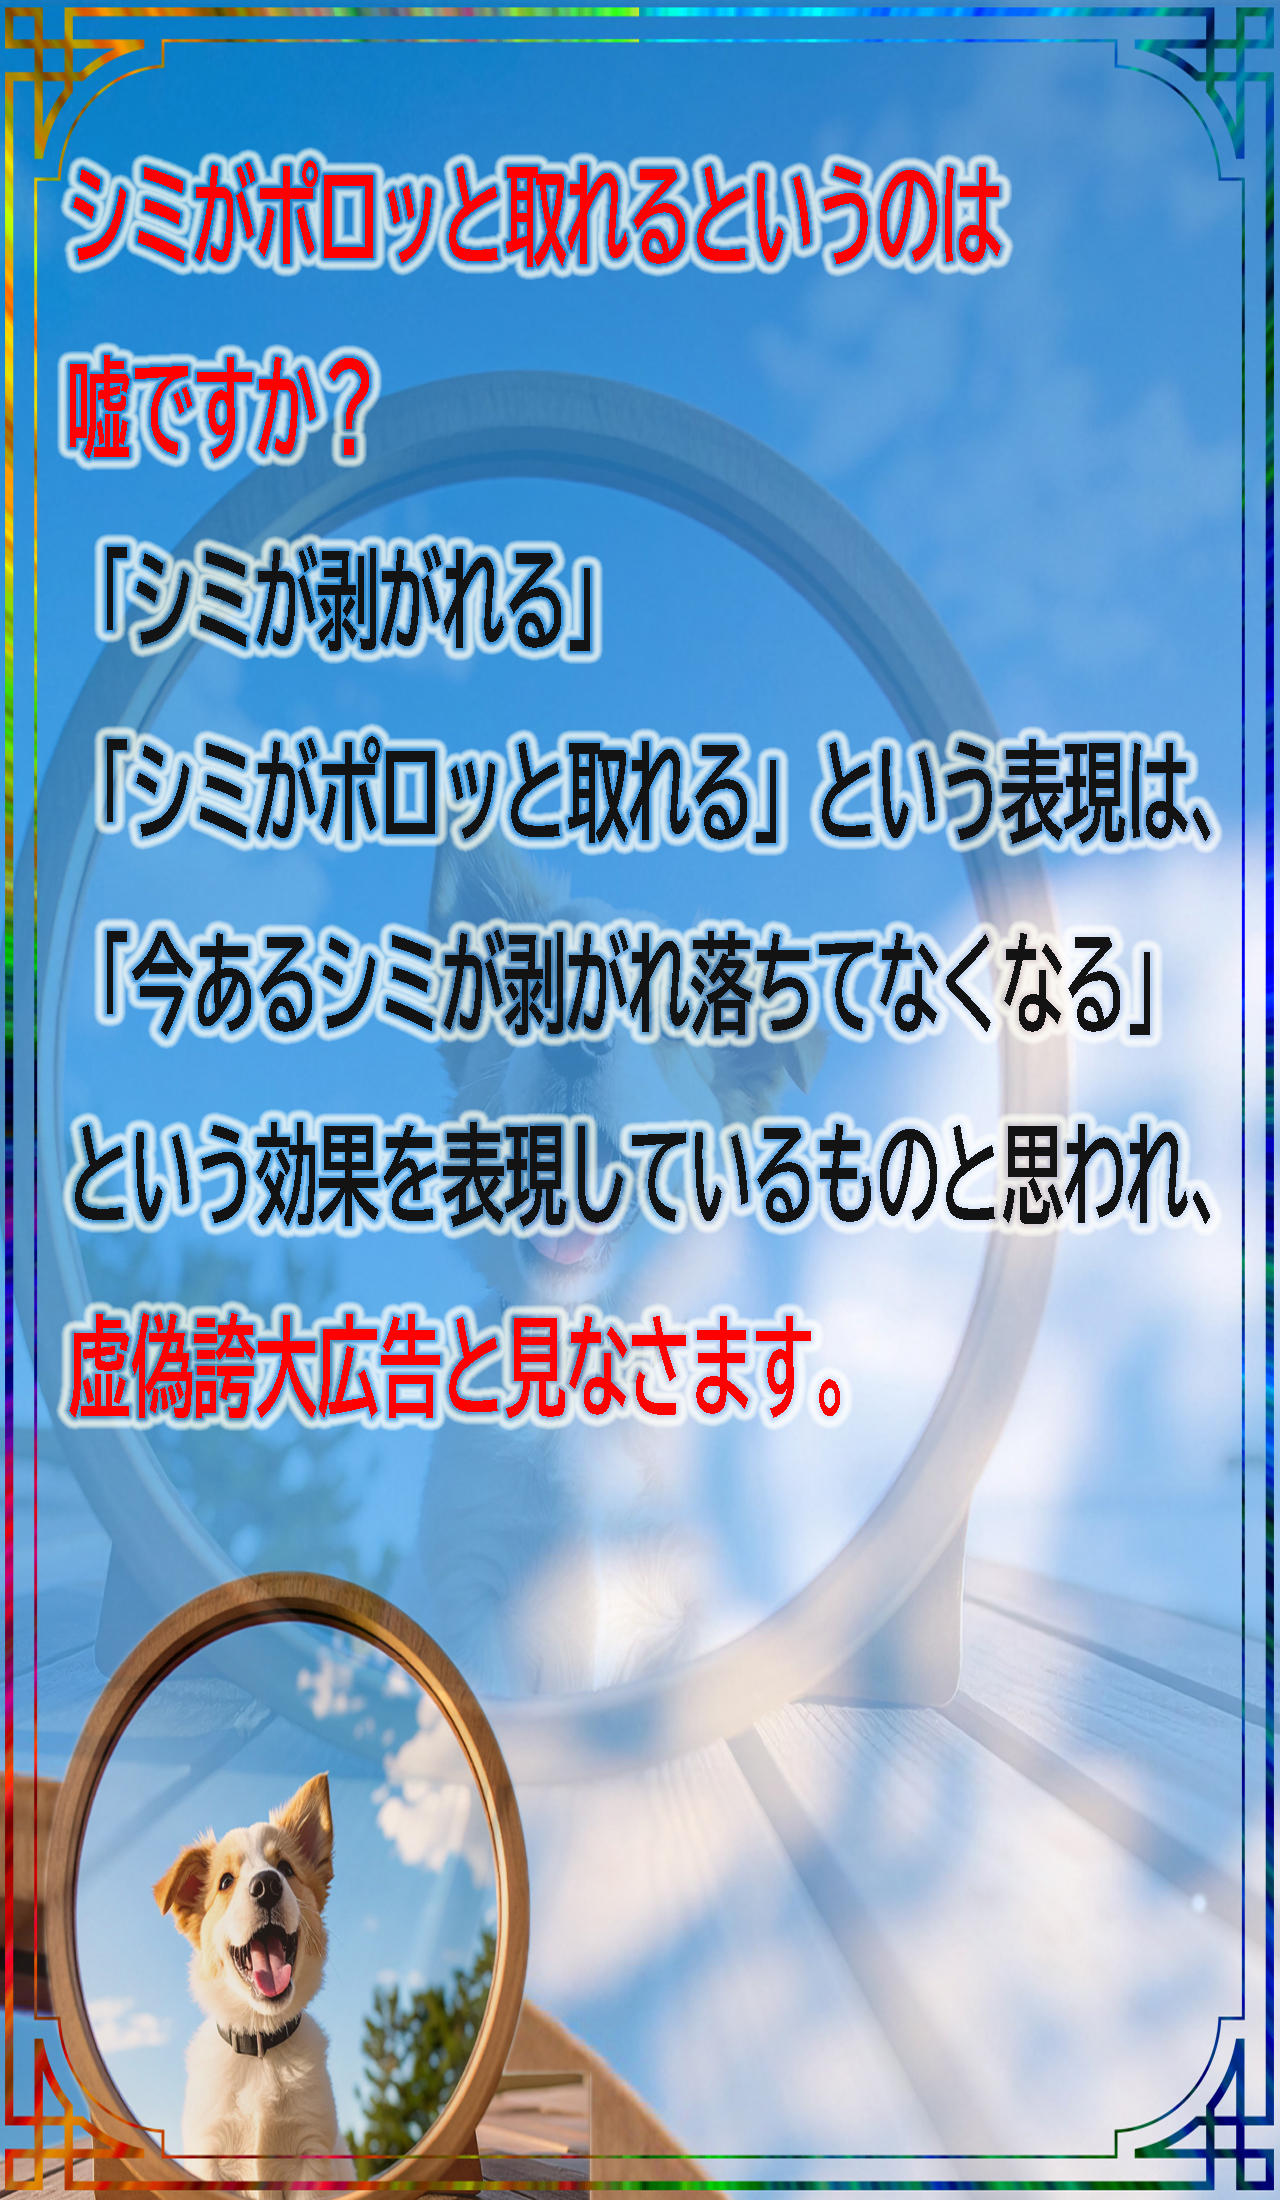 シミがポロッと取れるというのは
嘘ですか？
「シミが剥がれる」
「シミがポロッと取れる」という表現は、
「今あるシミが剥がれ落ちてなくなる」
という効果を表現しているものと思われ、
虚偽誇大広告と見なさます。